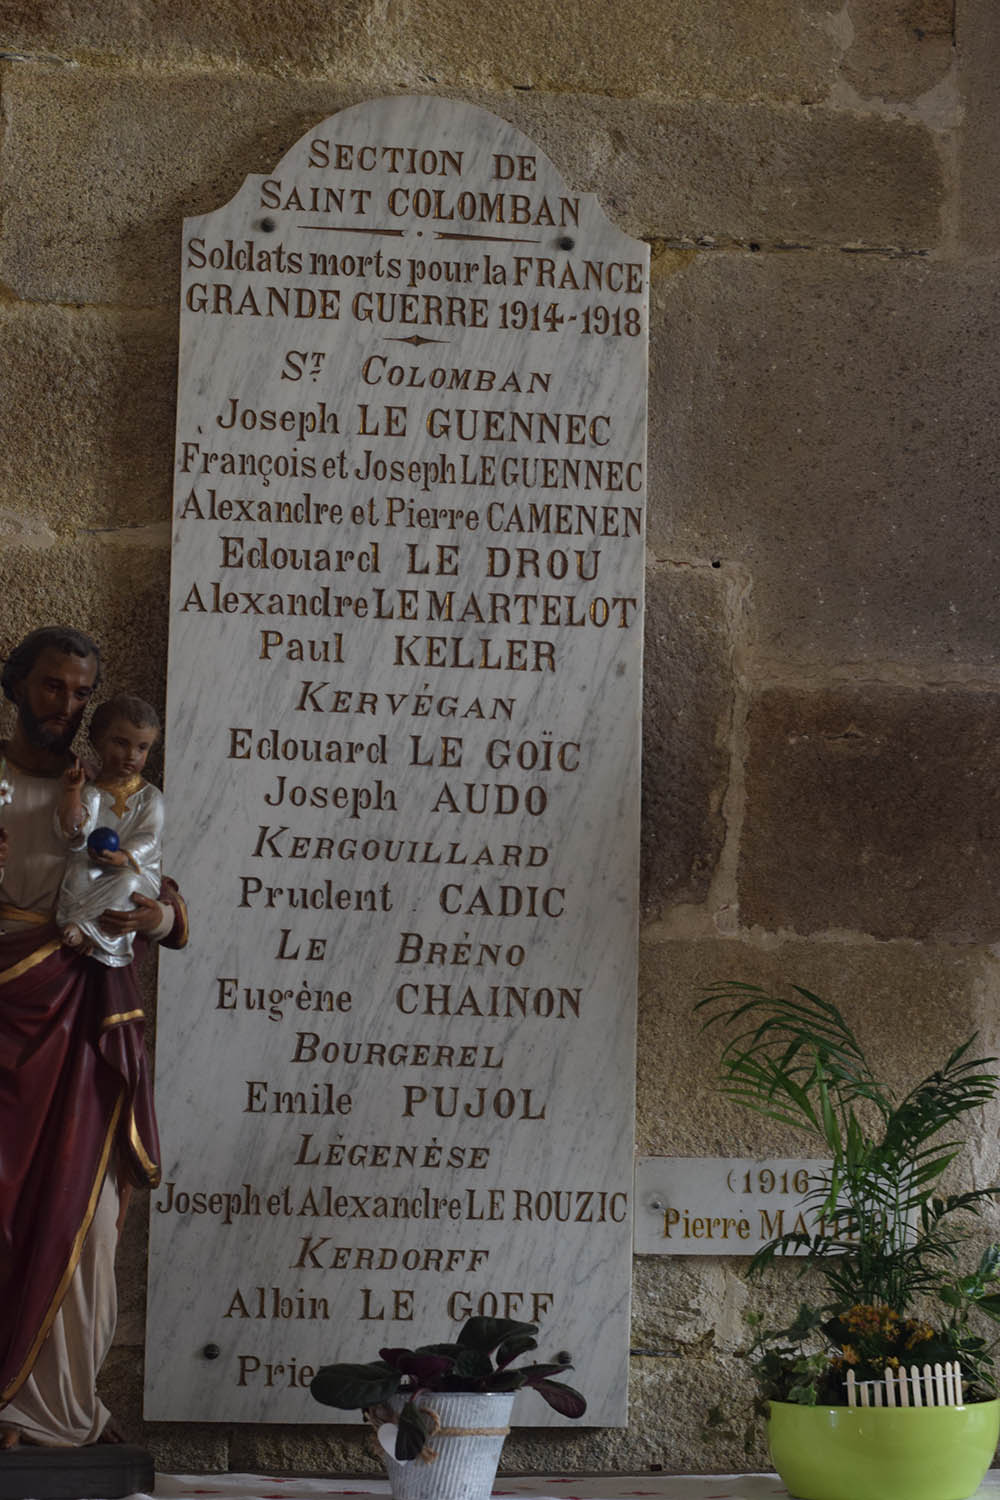 SECTION DE
SAINT COLOMBAN
Soldats morts pour la FRANCE
GRANDE GUERRE 1914-1918
ST COLOMBAN
Joseph LE GUENNEC
François et Joseph LE GUENNEC
Alexandre et Pierre CAMENEN
Edouard LE DROU
Alexandre LE MARTELOT
Paul KELLER
KERVÉGAN
Edouard LE GOÏC
Joseph AUDO
KERGOUILLARD
Prudent CADIC
LE BRÉNO
Eugène CHAINON
BOURGEREL
Emile PUJOL
LÉGENÈSE
Joseph et Alexandre LE ROUZIC
KERDORFF
Albin LE GOFF
(1916
Pierre